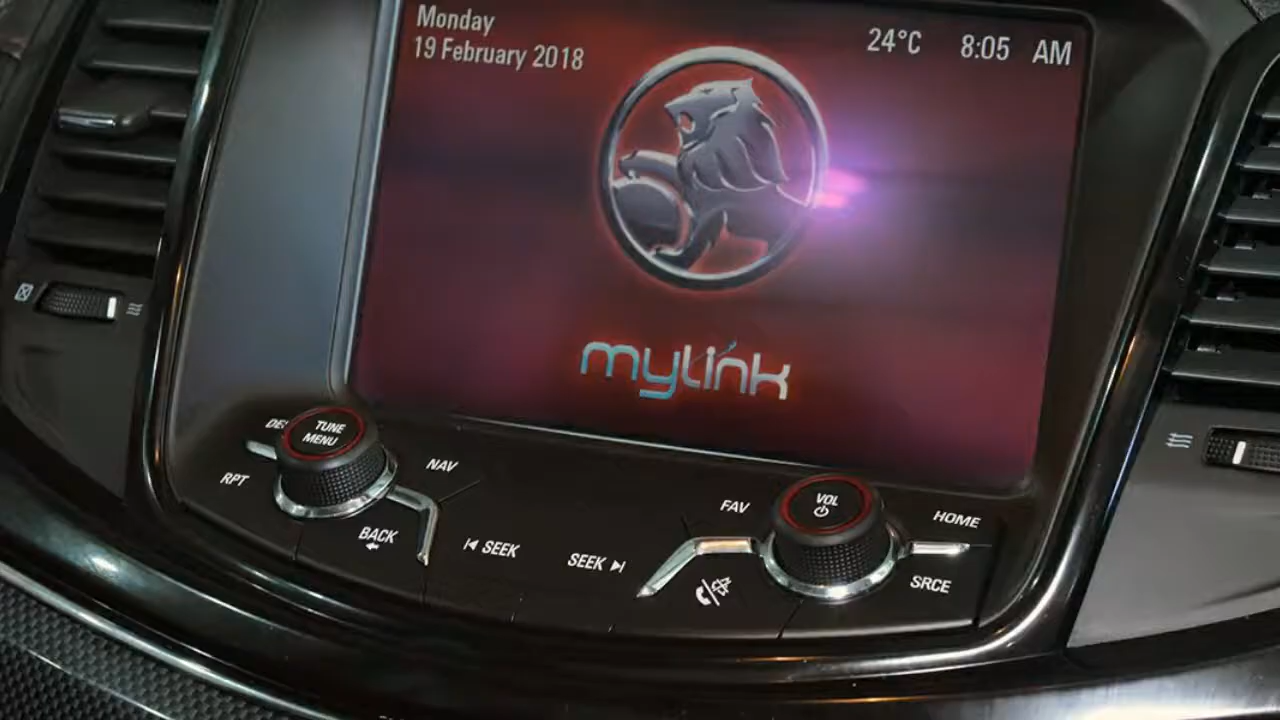 Monday
19 February 2018
24°C 8:05 AM
mylink
TUNE
MENU
RPT
NAV
BACK
SEEK
SEEK
FAV
VOL
HOME
SRCE